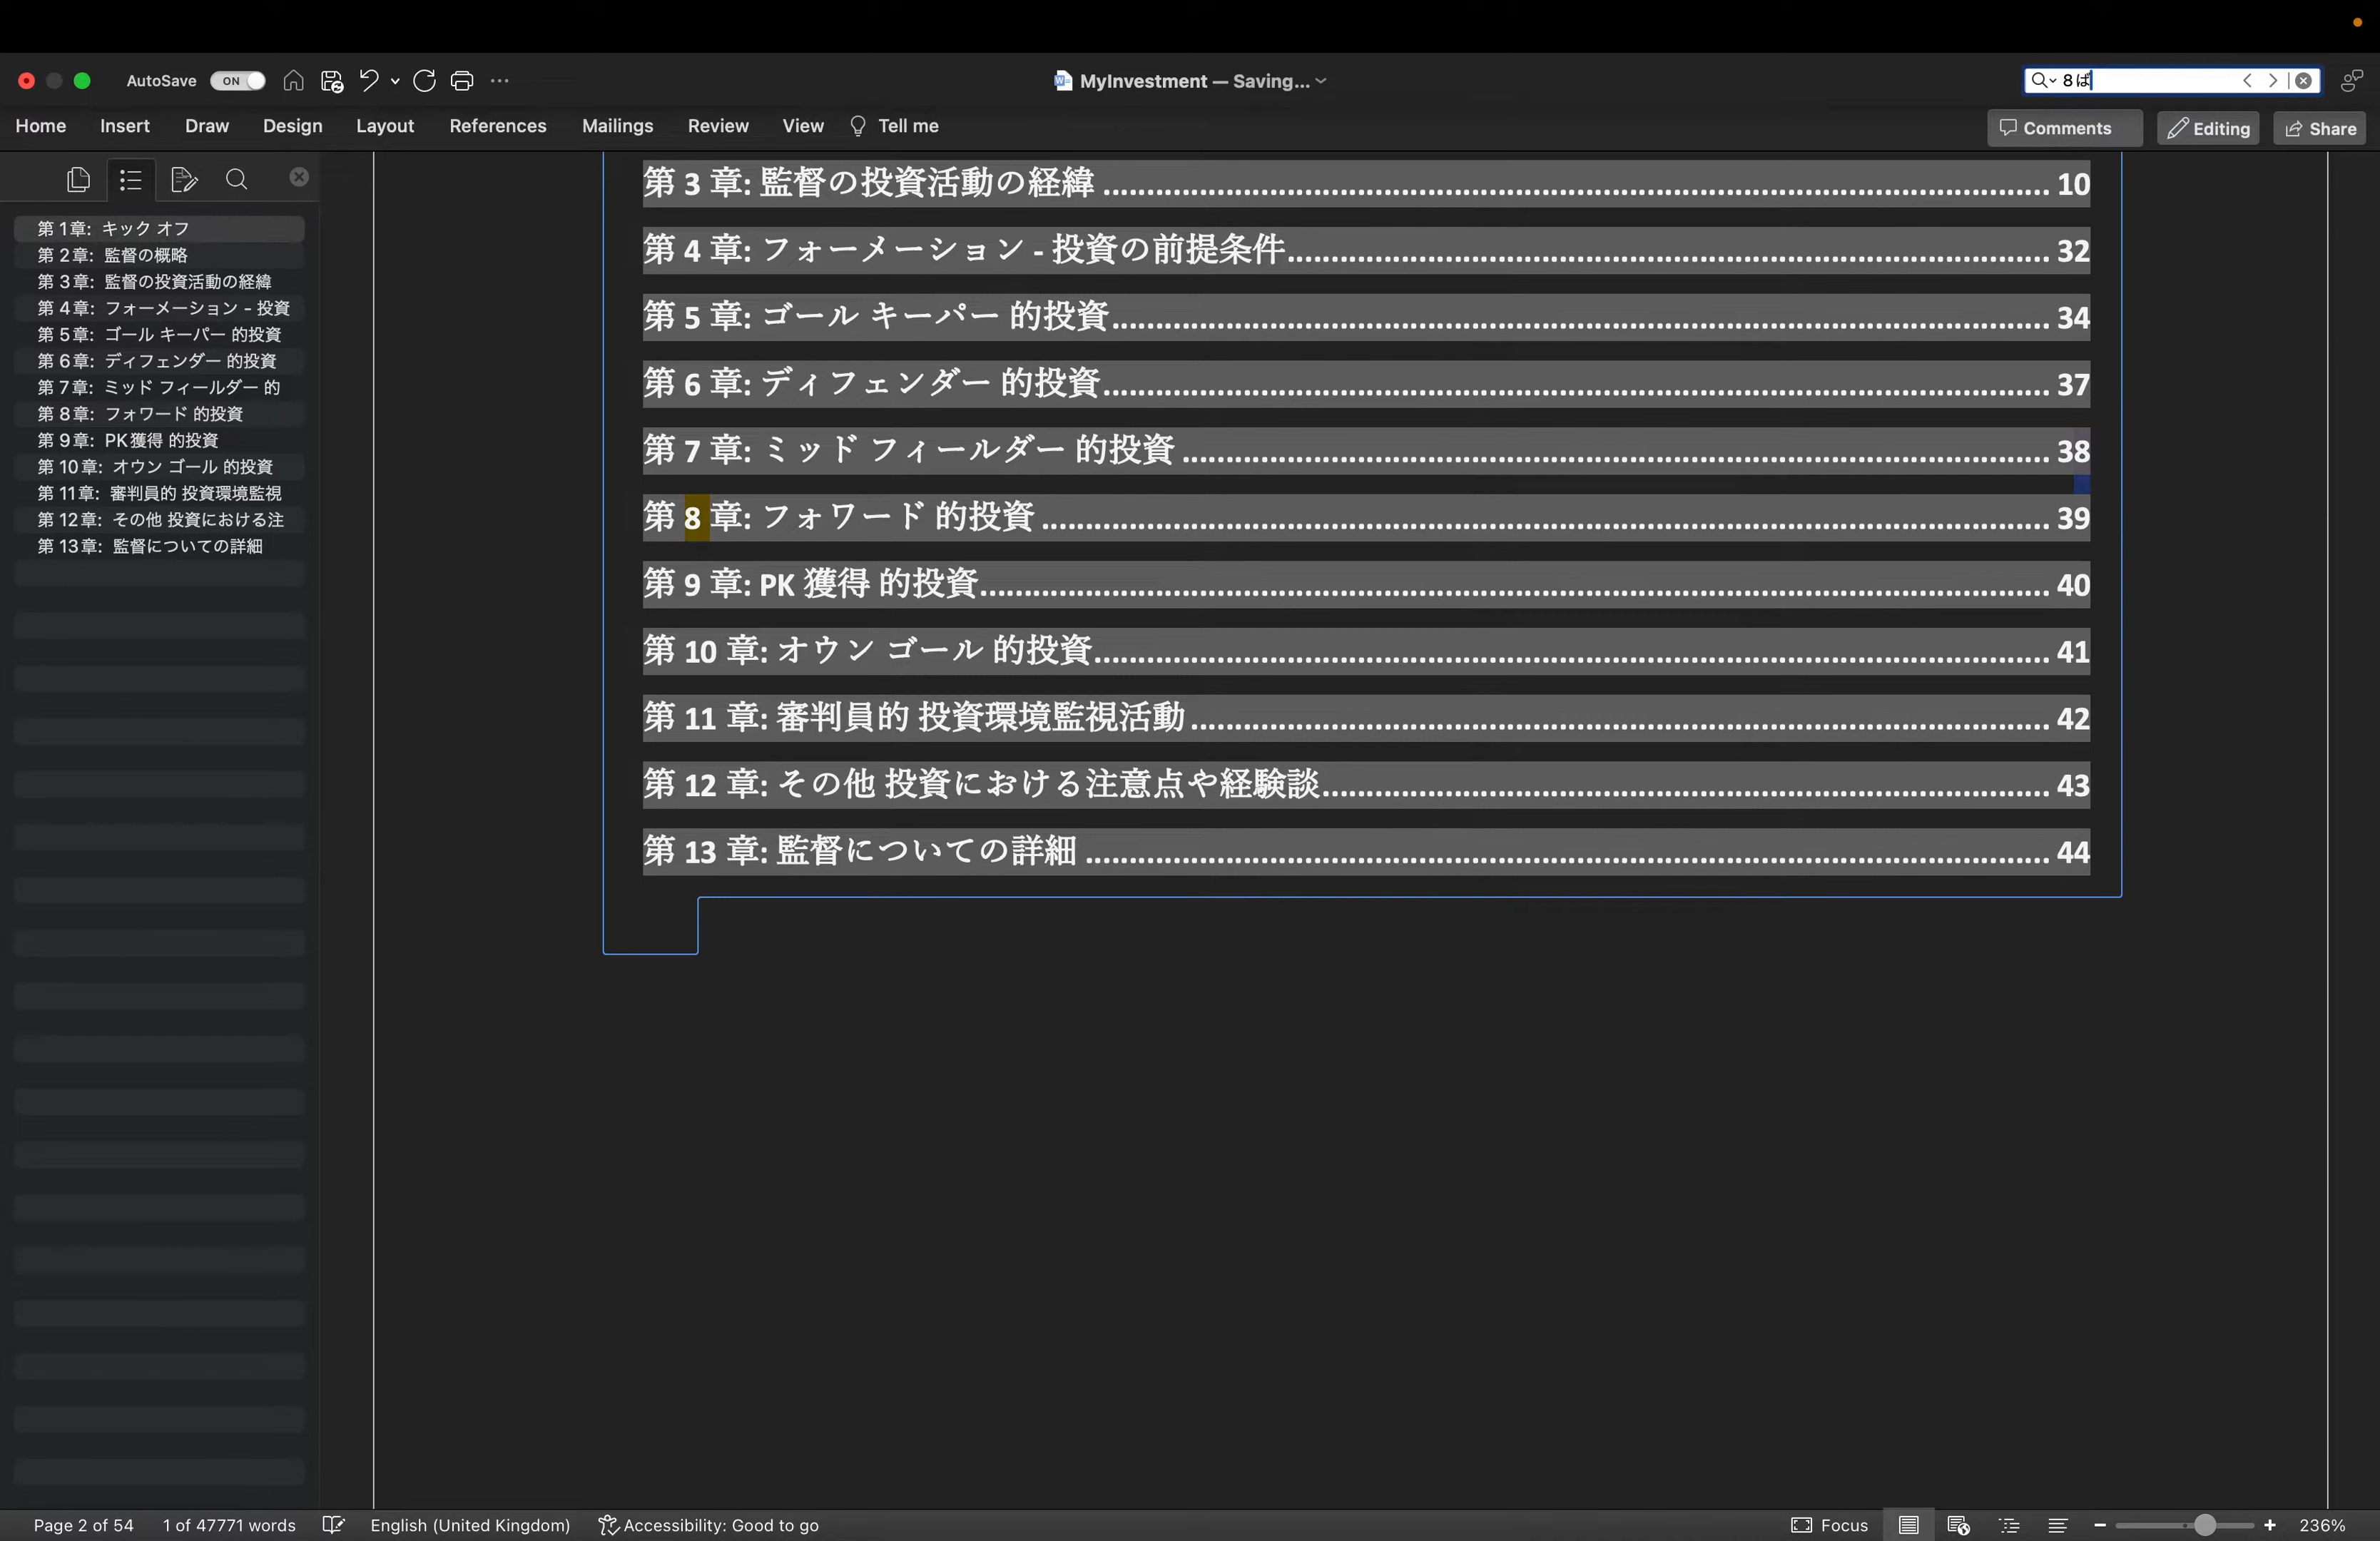 AutoSave ON MyInvestment — Saving... 8ば
Home Insert Draw Design Layout References Mailings Review View Tell me Comments Editing Share
第 1章: キック オフ
第 2章: 監督の概略
第 3章: 監督の投資活動の経緯
第 4章: フォーメーション - 投資
第 5章: ゴール キーパー 的投資
第 6章: ディフェンダー 的投資
第 7章: ミッド フィールダー 的
第 8章: フォワード 的投資
第 9章: PK獲得 的投資
第 10章: オウン ゴール 的投資
第 11章: 審判員的 投資環境監視
第 12章: その他 投資における注
第 13章: 監督についての詳細
第 3 章: 監督の投資活動の経緯 ........ 10
第 4 章: フォーメーション - 投資の前提条件........ 32
第 5 章: ゴール キーパー 的投資........ 34
第 6 章: ディフェンダー 的投資........ 37
第 7 章: ミッド フィールダー 的投資 ........ 38
第 8 章: フォワード 的投資 ........ 39
第 9 章: PK 獲得 的投資........ 40
第 10 章: オウン ゴール 的投資........ 41
第 11 章: 審判員的 投資環境監視活動 ........ 42
第 12 章: その他 投資における注意点や経験談........ 43
第 13 章: 監督についての詳細 ........ 44
Page 2 of 54 1 of 47771 words English (United Kingdom) Accessibility: Good to go Focus 236%